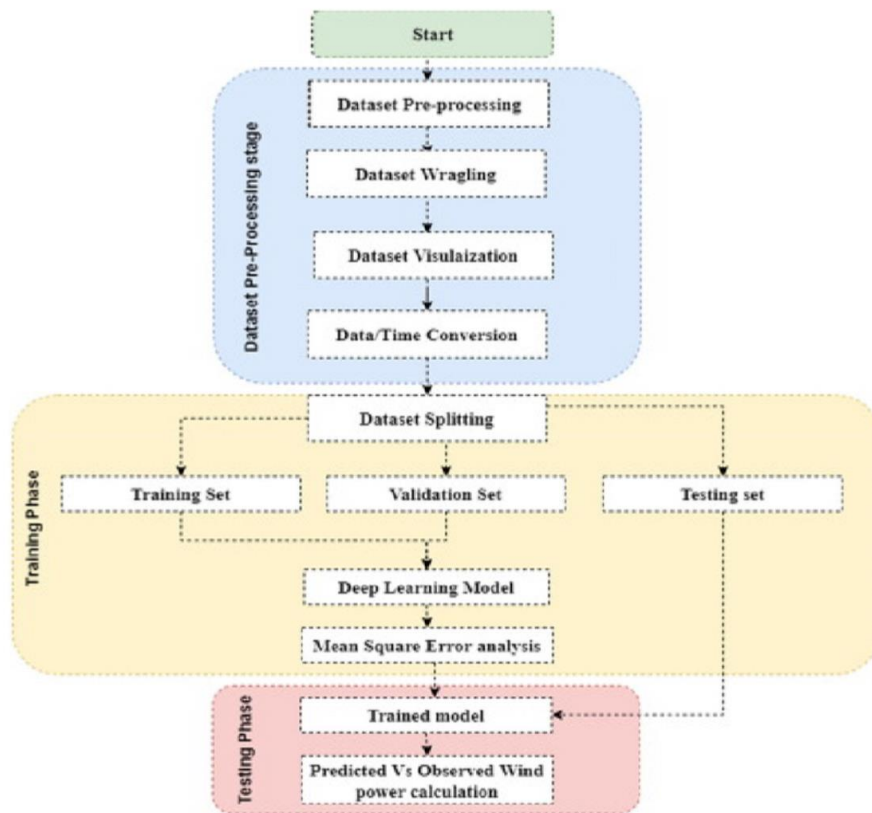 Start
Dataset Pre-Processing stage
Dataset Pre-processing
Dataset Wragling
Dataset Visulaization
Data/Time Conversion
Training Phase
Dataset Splitting
Training Set
Validation Set
Testing set
Deep Learning Model
Mean Square Error analysis
Testing Phase
Trained model
Predicted Vs Observed Wind
power calculation